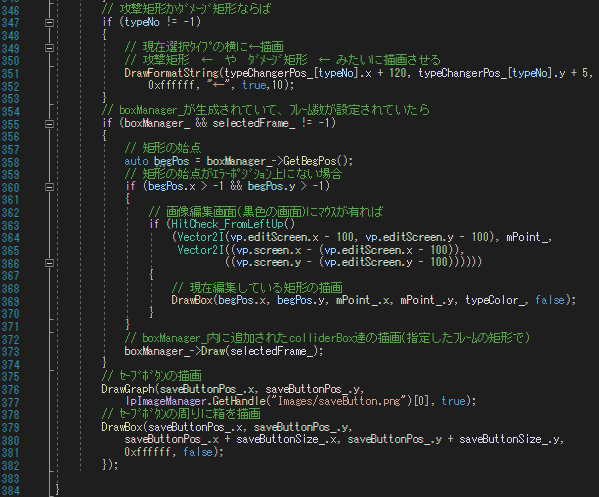 346 // 攻撃矩形かﾀﾞﾒｰｼﾞ矩形ならば
347 if (typeNo != -1)
348 {
349 // 現在選択ﾀｲﾌﾟの横に←描画
350 // 攻撃矩形　←　や　ﾀﾞﾒｰｼﾞ矩形　←　みたいに描画させる
351 DrawFormatString(typeChangerPos_[typeNo].x + 120, typeChangerPos_[typeNo].y + 5,
352 0xffffff, "←", true,10);
353 }
354 // boxManager_が生成されていて、ﾌﾚｰﾑ数が設定されていたら
355 if (boxManager_ && selectedFrame_ != -1)
356 {
357 // 矩形の始点
358 auto begPos = boxManager_->GetBegPos();
359 // 矩形の始点がｴﾗｰﾎﾟｼﾞｼｮﾝ上にない場合
360 if (begPos.x > -1 && begPos.y > -1)
361 {
362 // 画像編集画面(黒色の画面)にﾏｳｽが有れば
363 if (HitCheck_FromLeftUp()
364 (Vector2I(vp.editScreen.x - 100, vp.editScreen.y - 100), mPoint_,
365 Vector2I((vp.screen.x - (vp.editScreen.x - 100)),
366 ((vp.screen.y - (vp.editScreen.y - 100))))))
367 {
368 // 現在編集している矩形の描画
369 DrawBox(begPos.x, begPos.y, mPoint_.x, mPoint_.y, typeColor_, false);
370 }
371 }
372 // boxManager_内に追加されたcolliderBox達の描画(指定したﾌﾚｰﾑの矩形で)
373 boxManager_->Draw(selectedFrame_);
374 }
375 // ｾｰﾌﾞﾎﾞﾀﾝの描画
376 DrawGraph(saveButtonPos_.x, saveButtonPos_.y,
377 lpImageManager.GetHandle("Images/saveButton.png")[0], true);
378 // ｾｰﾌﾞﾎﾞﾀﾝの周りに箱を描画
379 DrawBox(saveButtonPos_.x, saveButtonPos_.y,
380 saveButtonPos_.x + saveButtonSize_.x, saveButtonPos_.y + saveButtonSize_.y,
381 0xffffff, false);
382 });
383
384 }